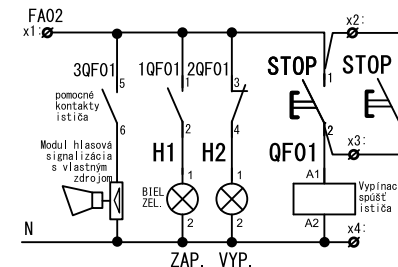 FA02
x1:
x2:
3QF01
5
1QF01
1
2QF01
3
STOP
1
STOP
pomocné
kontakty
ističa
6
2
4
2
x3:
Modul hlasová
signalizácia
s vlastným
zdrojom
H1
H2
QF01
1
1
A1
BIEL
ZEL.
Vypínac
spúšť
ističa
2
2
A2
N
x4:
ZAP.
VYP.